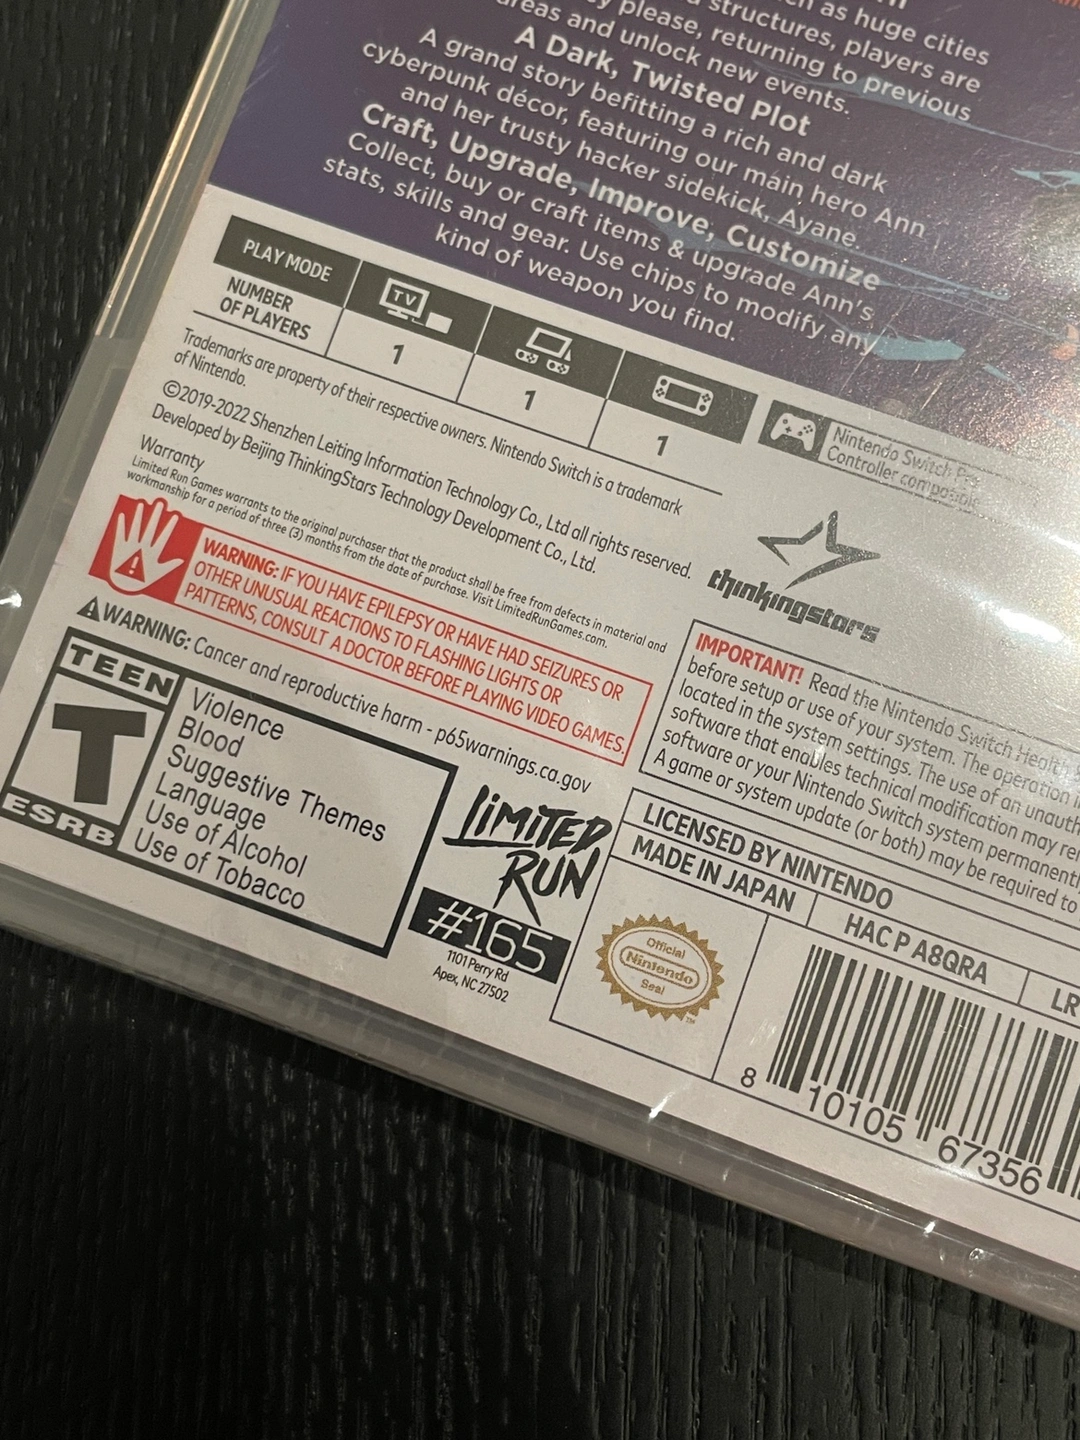 as huge cities
please, returning structures, players are
areas and unlock new events. to previous
A Dark, Twisted Plot
A grand story befitting a rich and dark
cyberpunk décor, featuring our main hero Ann
and her trusty hacker sidekick, Ayane.
Craft, Upgrade, Improve, Customize
Collect, buy or craft items & upgrade Ann's
stats, skills and gear. Use chips to modify any
kind of weapon you find.
PLAY MODE
TV
NUMBER
OF PLAYERS
1
1
1
Nintendo Switch
Controller compatible
Trademarks are property of their respective owners. Nintendo Switch is a trademark
of Nintendo.
©2019-2022 Shenzhen Leiting Information Technology Co., Ltd all rights reserved.
Developed by Beijing ThinkingStars Technology Development Co., Ltd.
Warranty
Limited Run Games warrants to the original purchaser that the product shall be free from defects in material and
workmanship for a period of three (3) months from the date of purchase. Visit LimitedRunGames.com.
thinkingstars
WARNING: IF YOU HAVE EPILEPSY OR HAVE HAD SEIZURES OR
OTHER UNUSUAL REACTIONS TO FLASHING LIGHTS OR
PATTERNS, CONSULT A DOCTOR BEFORE PLAYING VIDEO GAMES.
WARNING: Cancer and reproductive harm - p65warnings.ca.gov
IMPORTANT! Read the Nintendo Switch Health
before setup or use of your system. The operation
located in the system settings. The use of an
software that enables technical modification may
software or your Nintendo Switch system
A game or system update (or both) may be required to
TEEN
T
ESRB
Violence
Blood
Suggestive Themes
Language
Use of Alcohol
Use of Tobacco
LIMITED
RUN
#165
1101 Perry Rd
Apex, NC 27502
LICENSED BY NINTENDO
MADE IN JAPAN
HAC P A8QRA
LR
Official
Nintendo
Seal
TM
8 10105 67356